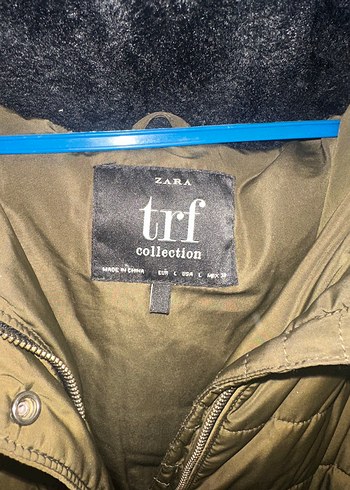 ZARA
trf
collection
MADE IN CHINA EUR L USA L MEX 30